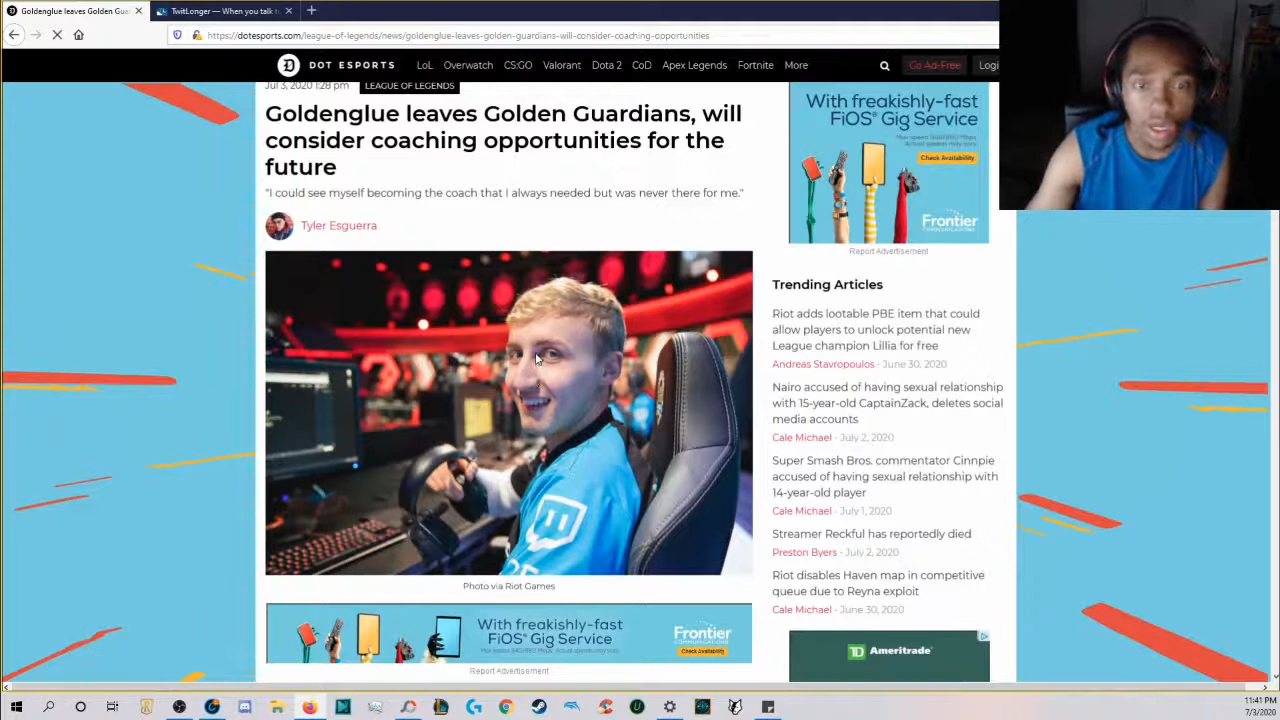 Goldenglue leaves Golden Guar
TwitLonger — When you talk t
https://dotesports.com/league-of-legends/news/goldenglue-leaves-golden-guardians-will-consider-coaching-opportunities
DOT ESPORTS
LoL Overwatch CS:GO Valorant Dota 2 CoD Apex Legends Fortnite More
Go Ad-Free Logi
Jul 3, 2020 1:28 pm LEAGUE OF LEGENDS
Goldenglue leaves Golden Guardians, will
consider coaching opportunities for the
future
"I could see myself becoming the coach that I always needed but was never there for me."
Tyler Esguerra
Photo via Riot Games
With freakishly-fast
FiOS® Gig Service
Check Availability
Frontier
COMMUNICATIONS
Report Advertisement
With freakishly-fast
FiOS® Gig Service
Check Availability
Frontier
COMMUNICATIONS
Report Advertisement
Trending Articles
Riot adds lootable PBE item that could
allow players to unlock potential new
League champion Lillia for free
Andreas Stavropoulos - June 30, 2020
Nairo accused of having sexual relationship
with 15-year-old CaptainZack, deletes social
media accounts
Cale Michael - July 2, 2020
Super Smash Bros. commentator Cinnpie
accused of having sexual relationship with
14-year-old player
Cale Michael - July 1, 2020
Streamer Reckful has reportedly died
Preston Byers - July 2, 2020
Riot disables Haven map in competitive
queue due to Reyna exploit
Cale Michael - June 30, 2020
TD Ameritrade
11:41 PM
7/3/2020